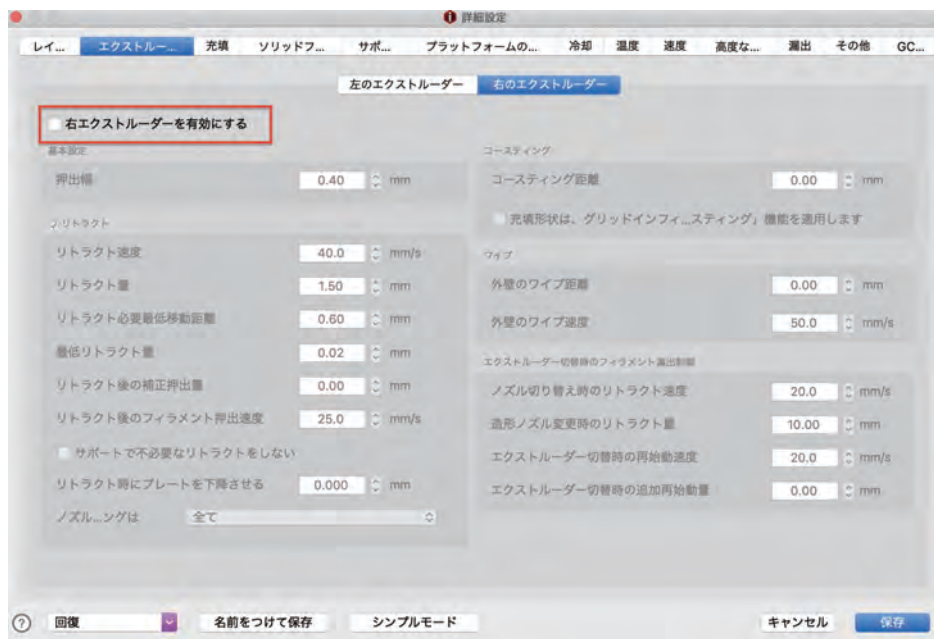 詳細設定
レイ... エクストルー... 充填 ソリッドフ... サポ... プラットフォームの... 冷却 温度 速度 高度な... 漏出 その他 GC...
左のエクストルーダー 右のエクストルーダー
右エクストルーダーを有効にする
基本設定
押出幅 0.40 mm
リトラクト
リトラクト速度 40.0 mm/s
リトラクト量 1.50 mm
リトラクト必要最低移動距離 0.60 mm
最低リトラクト量 0.02 mm
リトラクト後の補正押出量 0.00 mm
リトラクト後のフィラメント押出速度 25.0 mm/s
サポートで不必要なリトラクトをしない
リトラクト時にプレートを下降させる 0.000 mm
ノズル...ングは 全て
コースティング
コースティング距離 0.00 mm
充填形状は、グリッドインフィ...スティング」機能を適用します
ワイプ
外壁のワイプ距離 0.00 mm
外壁のワイプ速度 50.0 mm/s
エクストルーダー切替時のフィラメント漏出制御
ノズル切り替え時のリトラクト速度 20.0 mm/s
造形ノズル変更時のリトラクト量 10.00 mm
エクストルーダー切替時の再始動速度 20.0 mm/s
エクストルーダー切替時の追加再始動量 0.00 mm
? 回復 名前をつけて保存 シンプルモード キャンセル 保存